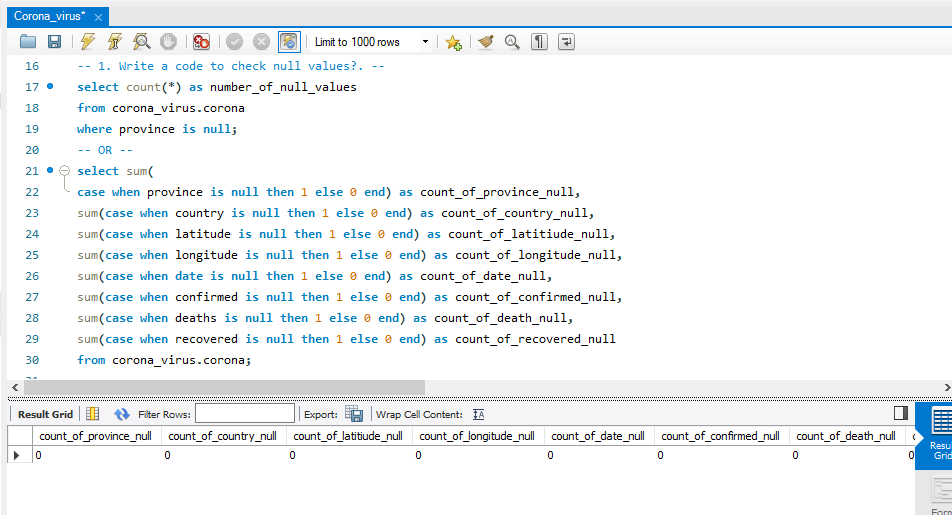 Corona_virus* ×
Limit to 1000 rows
16 -- 1. Write a code to check null values?. --
17 select count(*) as number_of_null_values
18 from corona_virus.corona
19 where province is null;
20 -- OR --
21 select sum(
22 case when province is null then 1 else 0 end) as count_of_province_null,
23 sum(case when country is null then 1 else 0 end) as count_of_country_null,
24 sum(case when latitude is null then 1 else 0 end) as count_of_latitiude_null,
25 sum(case when longitude is null then 1 else 0 end) as count_of_longitude_null,
26 sum(case when date is null then 1 else 0 end) as count_of_date_null,
27 sum(case when confirmed is null then 1 else 0 end) as count_of_confirmed_null,
28 sum(case when deaths is null then 1 else 0 end) as count_of_death_null,
29 sum(case when recovered is null then 1 else 0 end) as count_of_recovered_null
30 from corona_virus.corona;
Result Grid Filter Rows: Export: Wrap Cell Content: IA
count_of_province_null count_of_country_null count_of_latitiude_null count_of_longitude_null count_of_date_null count_of_confirmed_null count_of_death_null
0 0 0 0 0 0 0 0
Resu
Grid